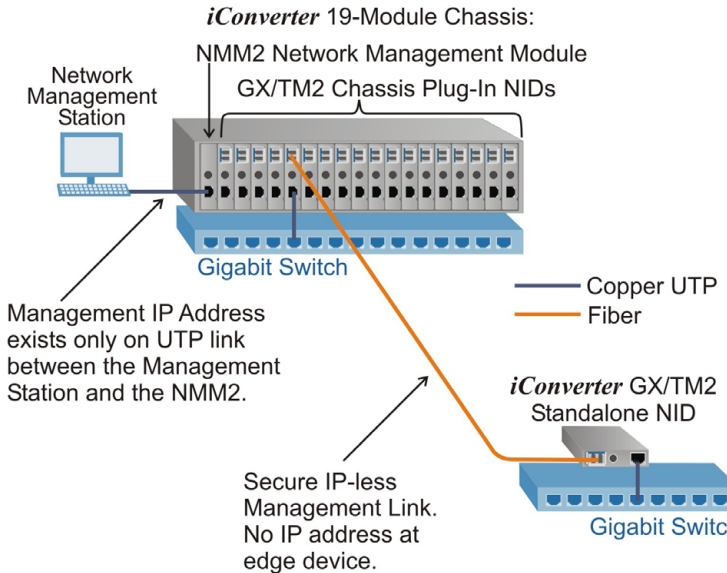 iConverter 19-Module Chassis:
NMM2 Network Management Module
GX/TM2 Chassis Plug-In NIDs
Network
Management
Station
Gigabit Switch
Management IP Address
exists only on UTP link
between the Management
Station and the NMM2.
Copper UTP
Fiber
iConverter GX/TM2
Standalone NID
Secure IP-less
Management Link.
No IP address at
edge device.
Gigabit Switc